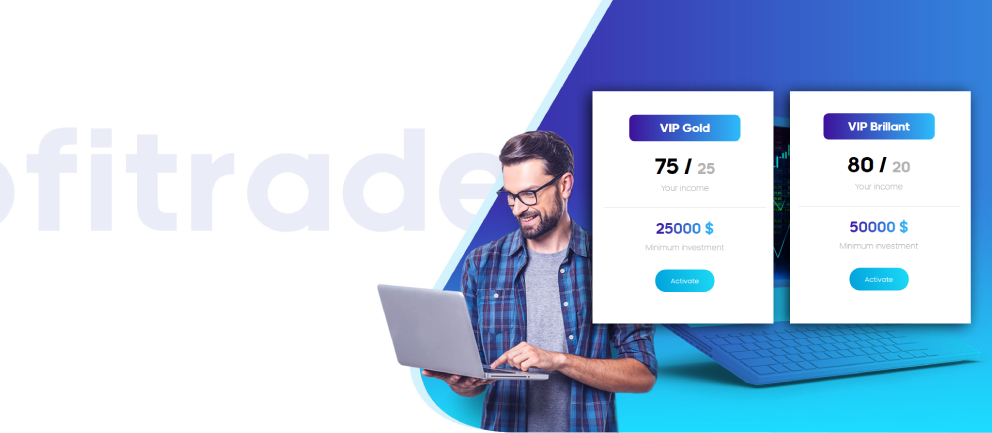 ofitrade
VIP Gold
75 / 25
Your income
25000 $
Minimum investment
Activate
VIP Brillant
80 / 20
Your income
50000 $
Minimum investment
Activate